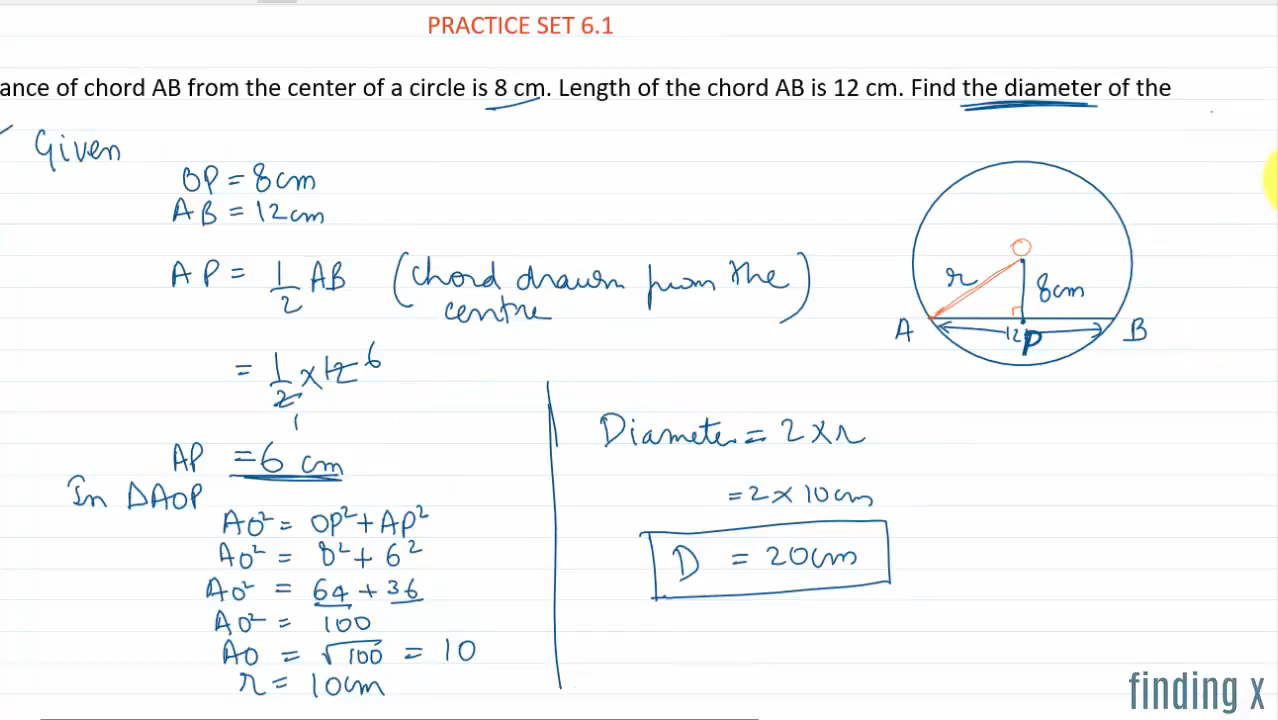 PRACTICE SET 6.1
ance of chord AB from the center of a circle is 8 cm. Length of the chord AB is 12 cm. Find the diameter of the
Given
OP = 8cm
AB = 12cm
AP = 1/2 AB (chord drawn from the centre)
= 1/2 x 12 6
1
AP = 6 cm
In ΔAOP
AO² = OP² + AP²
AO² = 8² + 6²
AO² = 64 + 36
AO² = 100
AO = √100 = 10
r = 10cm
Diameter = 2 x r
= 2 x 10cm
D = 20cm
O
r
8cm
A
12
P
B
finding x